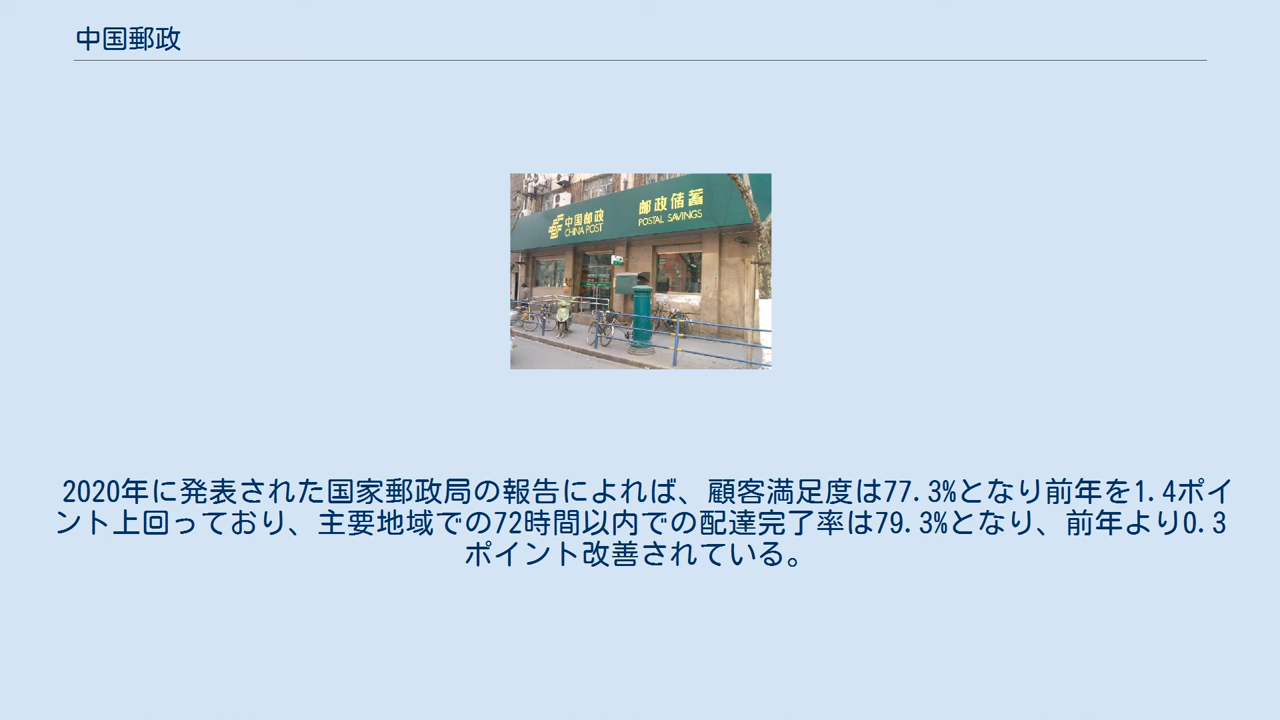 中国郵政
中国邮政
CHINA POST
邮政储蓄
POSTAL SAVINGS
2020年に発表された国家郵政局の報告によれば、顧客満足度は77.3%となり前年を1.4ポイ
ント上回っており、主要地域での72時間以内での配達完了率は79.3%となり、前年より0.3
ポイント改善されている。